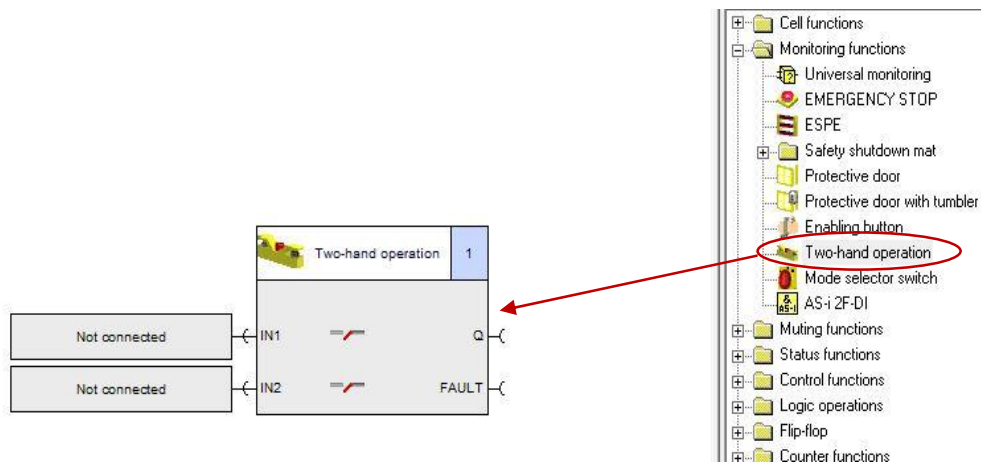 Cell functions
Monitoring functions
Universal monitoring
EMERGENCY STOP
ESPE
Safety shutdown mat
Protective door
Protective door with tumbler
Enabling button
Two-hand operation
Mode selector switch
AS-i 2F-DI
&
AS-i
Muting functions
Status functions
Control functions
Logic operations
Flip-flop
Counter functions
Two-hand operation 1
Not connected IN1 Q
Not connected IN2 FAULT